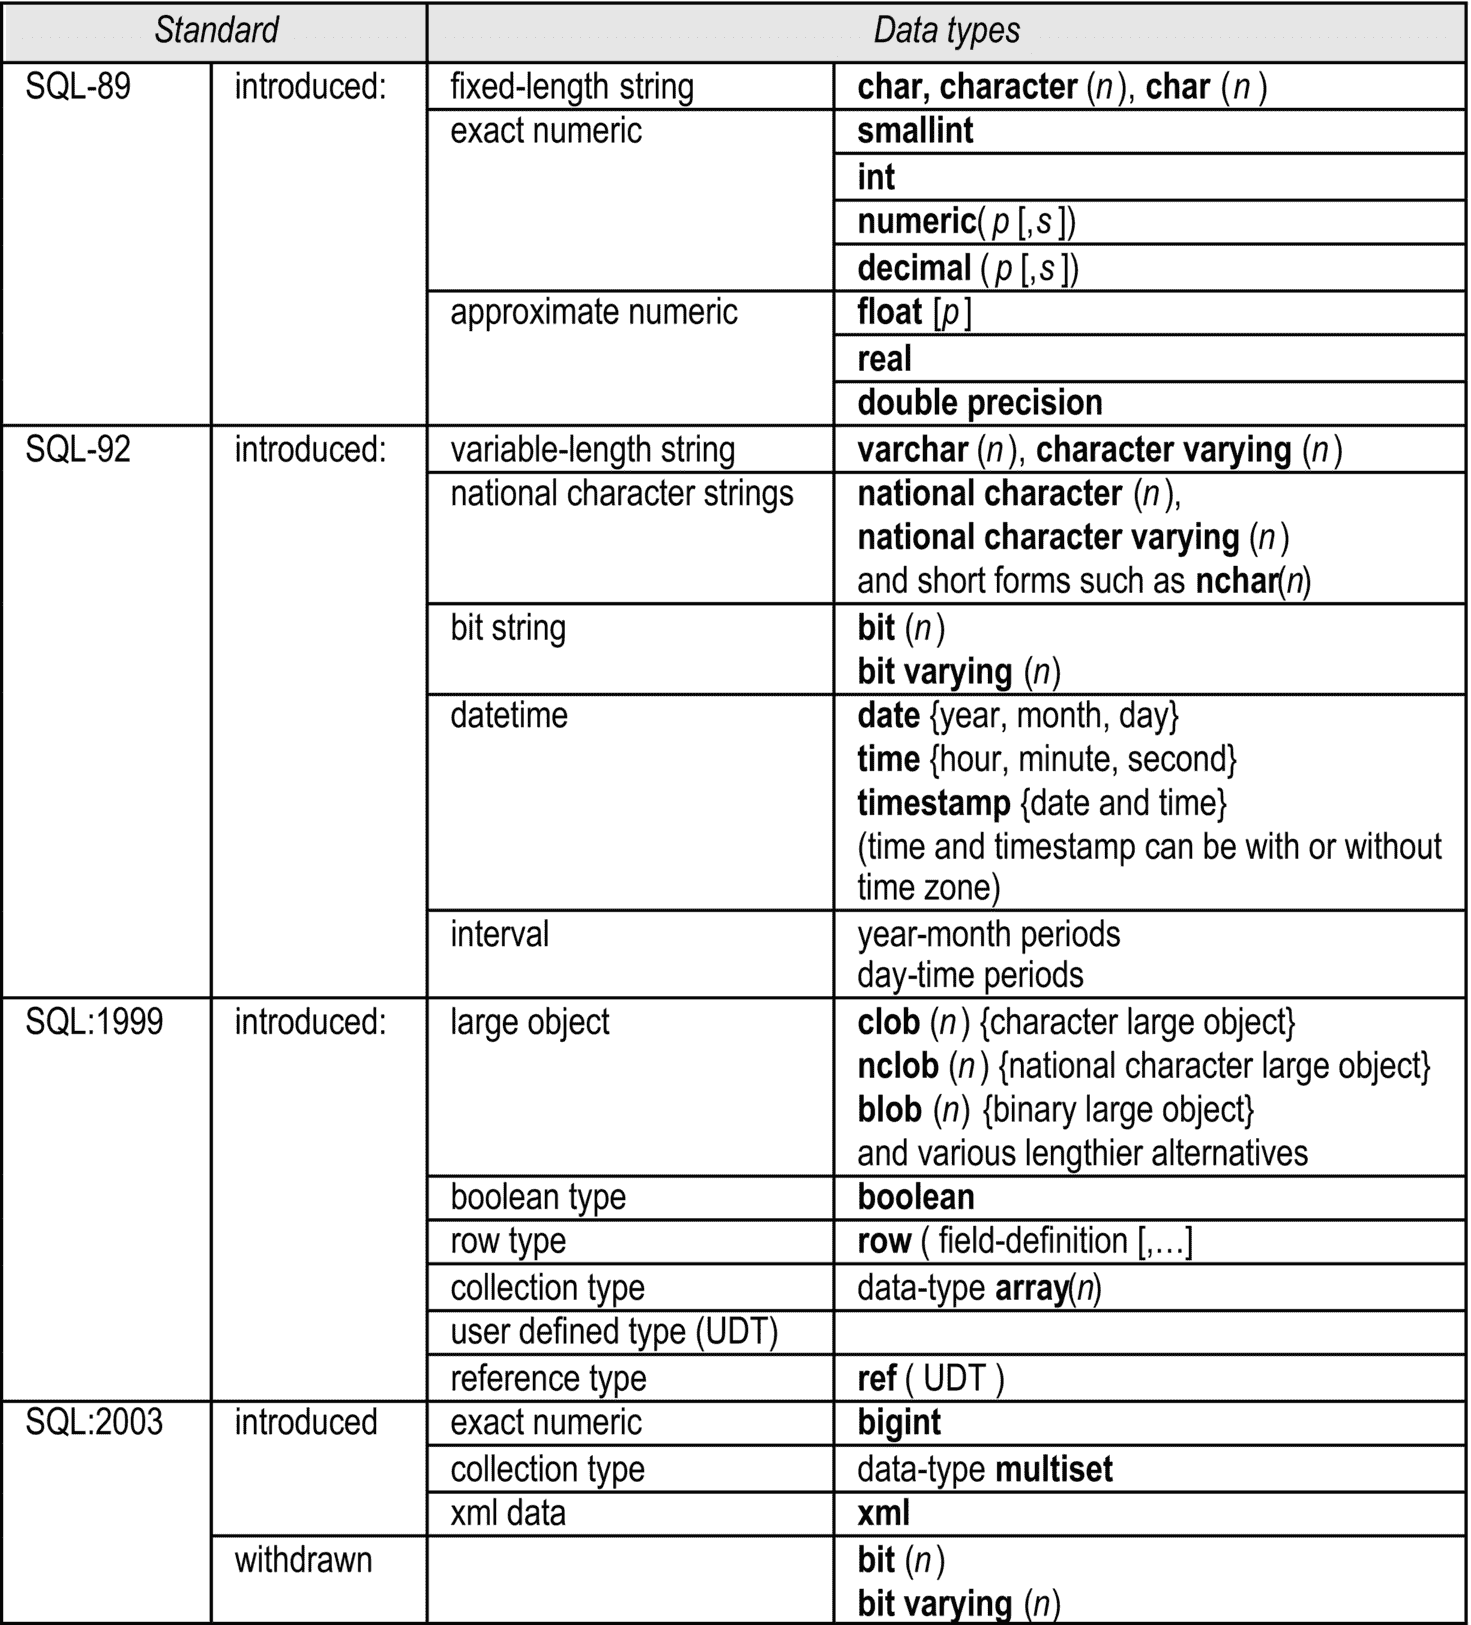 Standard Data types
SQL-89 introduced: fixed-length string char, character (n), char (n )
exact numeric smallint
int
numeric( p [,s ])
decimal ( p [,s ])
approximate numeric float [p ]
real
double precision
SQL-92 introduced: variable-length string varchar (n), character varying (n)
national character strings national character (n),
national character varying (n)
and short forms such as nchar(n)
bit string bit (n )
bit varying (n)
datetime date {year, month, day}
time {hour, minute, second}
timestamp {date and time}
(time and timestamp can be with or without
time zone)
interval year-month periods
day-time periods
SQL:1999 introduced: large object clob (n ) {character large object}
nclob (n ) {national character large object}
blob (n) {binary large object}
and various lengthier alternatives
boolean type boolean
row type row ( field-definition [,…]
collection type data-type array(n)
user defined type (UDT)
reference type ref ( UDT )
SQL:2003 introduced exact numeric bigint
collection type data-type multiset
xml data xml
withdrawn bit (n )
bit varying (n)